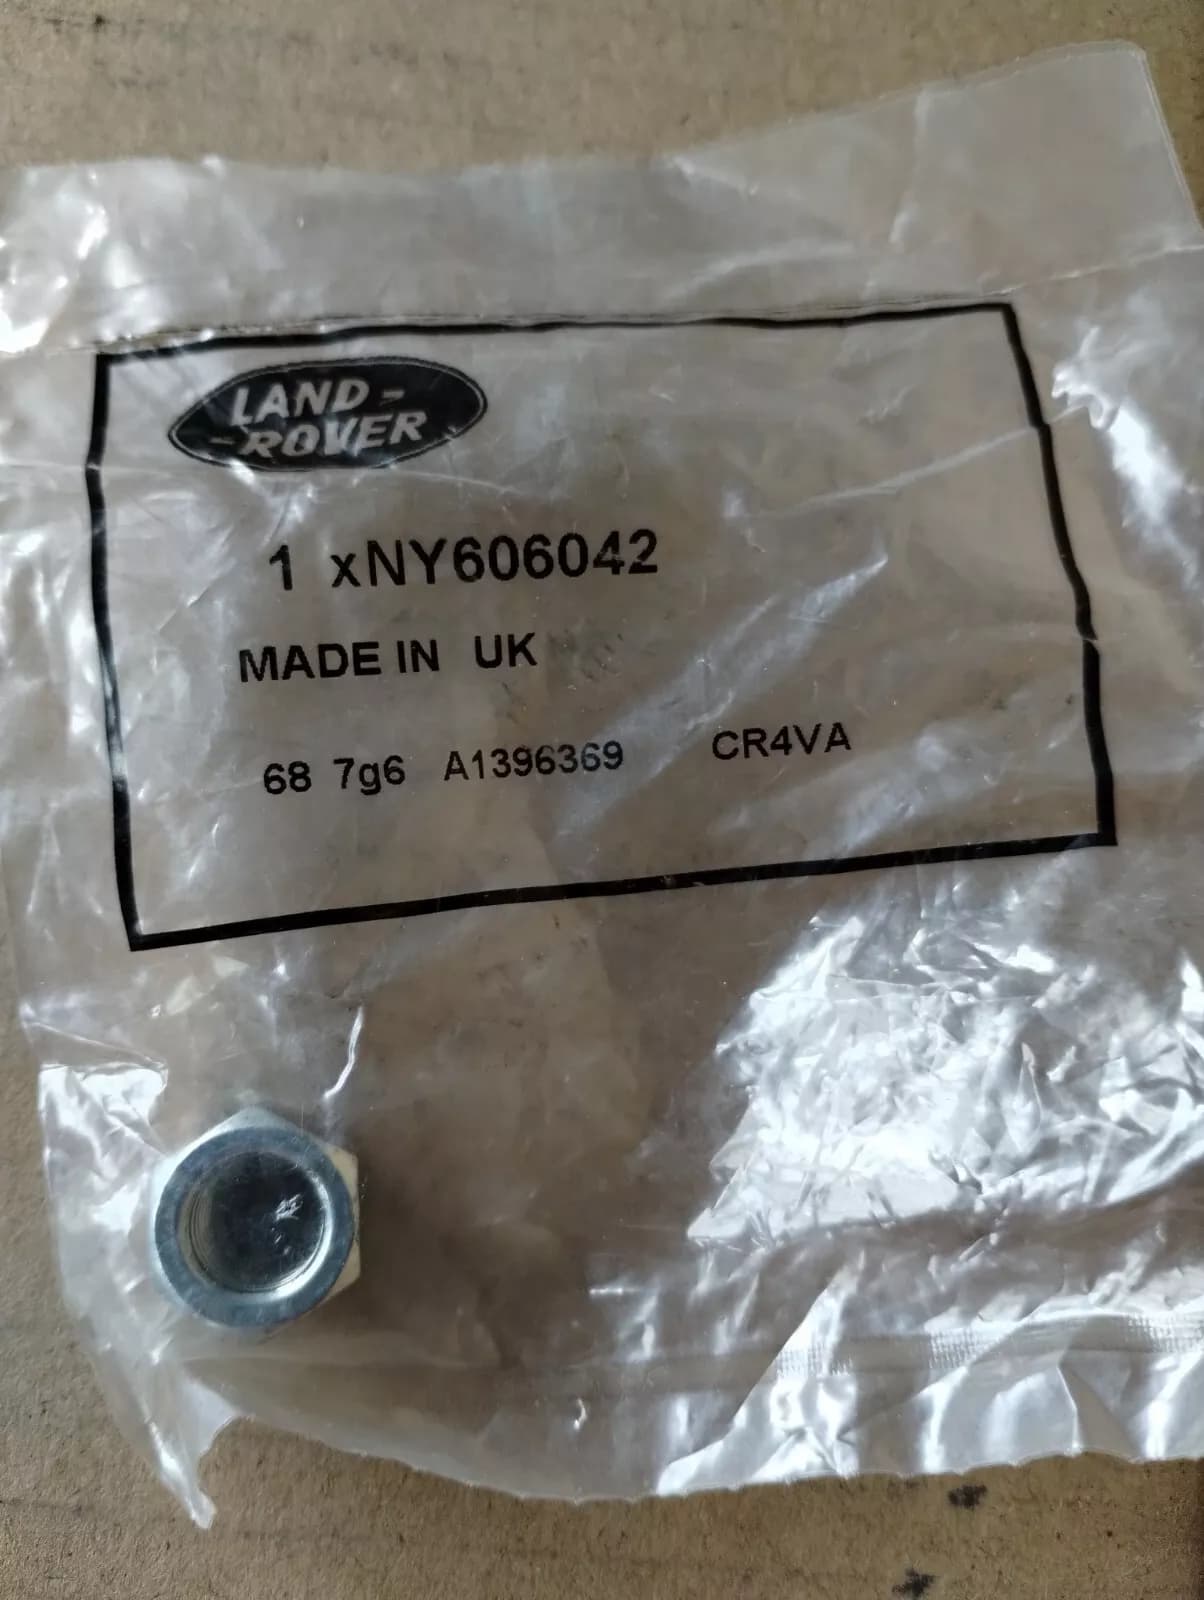 LAND-
-ROVER
1 xNY606042
MADE IN UK
68 7g6 A1396369 CR4VA